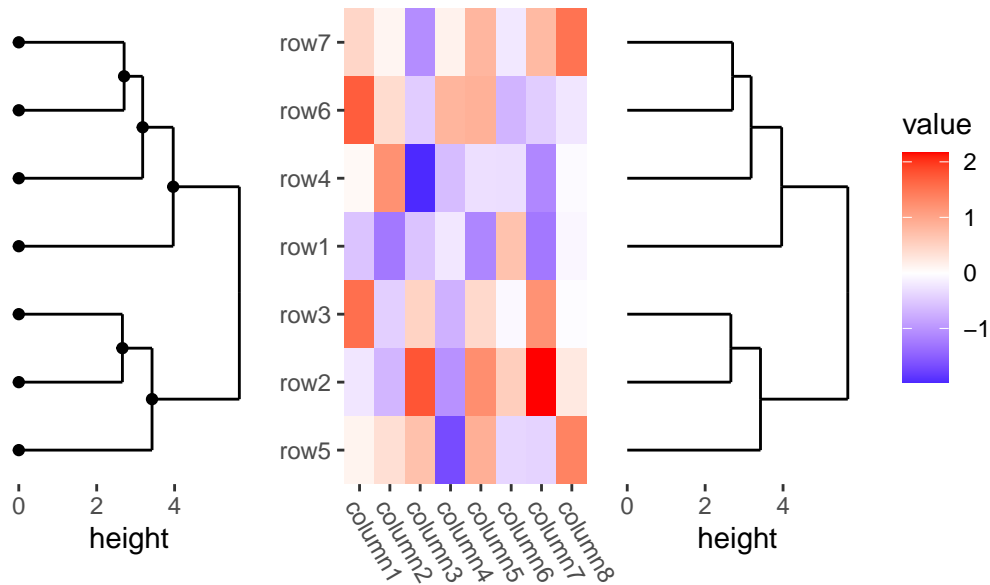 row7
row6
row4
row1
row3
row2
row5
column1
column2
column3
column4
column5
column6
column7
column8
0 2 4
height
0 2 4
height
value
2
1
0
−1